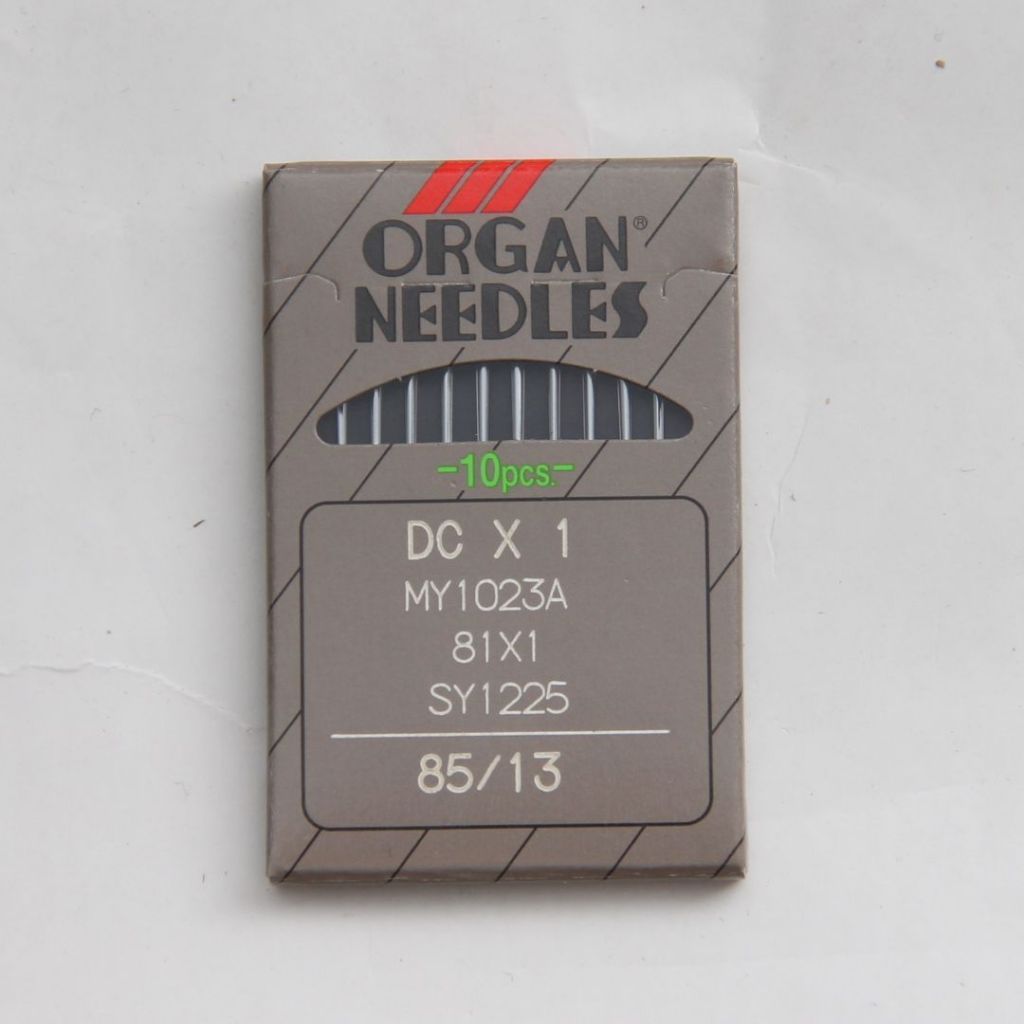 ORGAN®
NEEDLES
-10pcs.-
DC X 1
MY1023A
81X1
SY1225
85/13